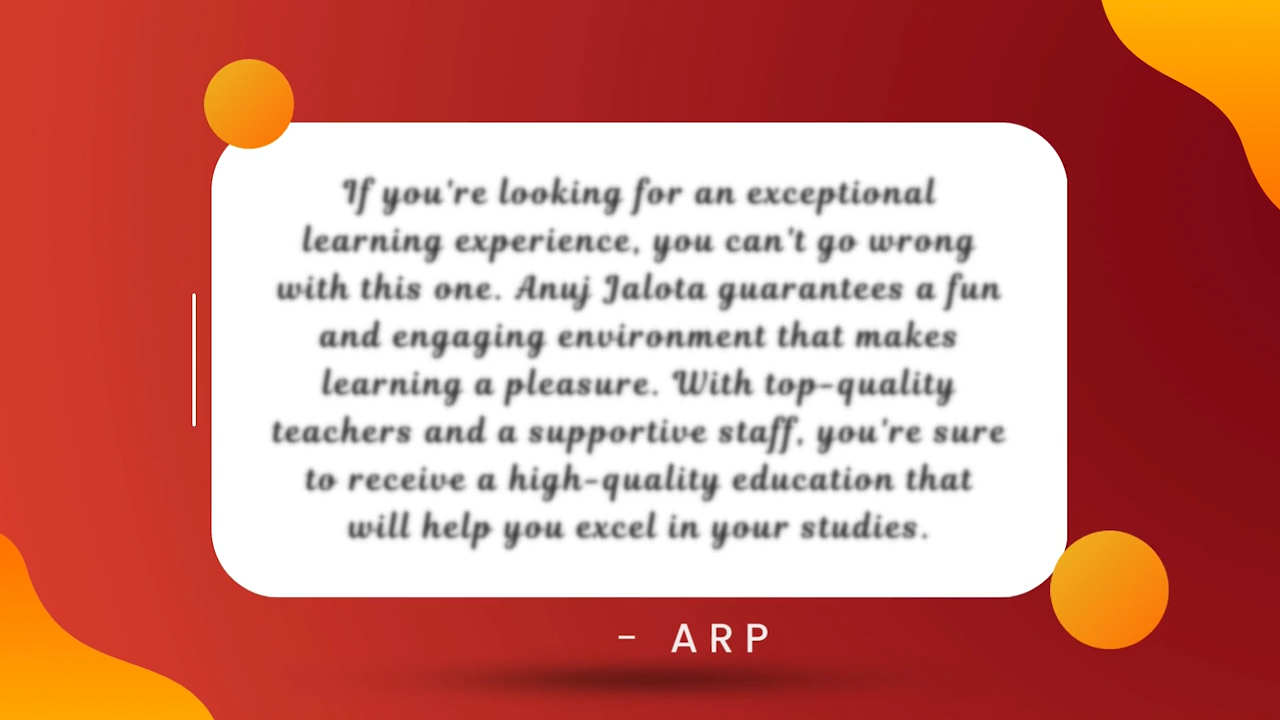 If you're looking for an exceptional
learning experience, you can't go wrong
with this one. Anuj Jalota guarantees a fun
and engaging environment that makes
learning a pleasure. With top-quality
teachers and a supportive staff, you're sure
to receive a high-quality education that
will help you excel in your studies.
- ARP